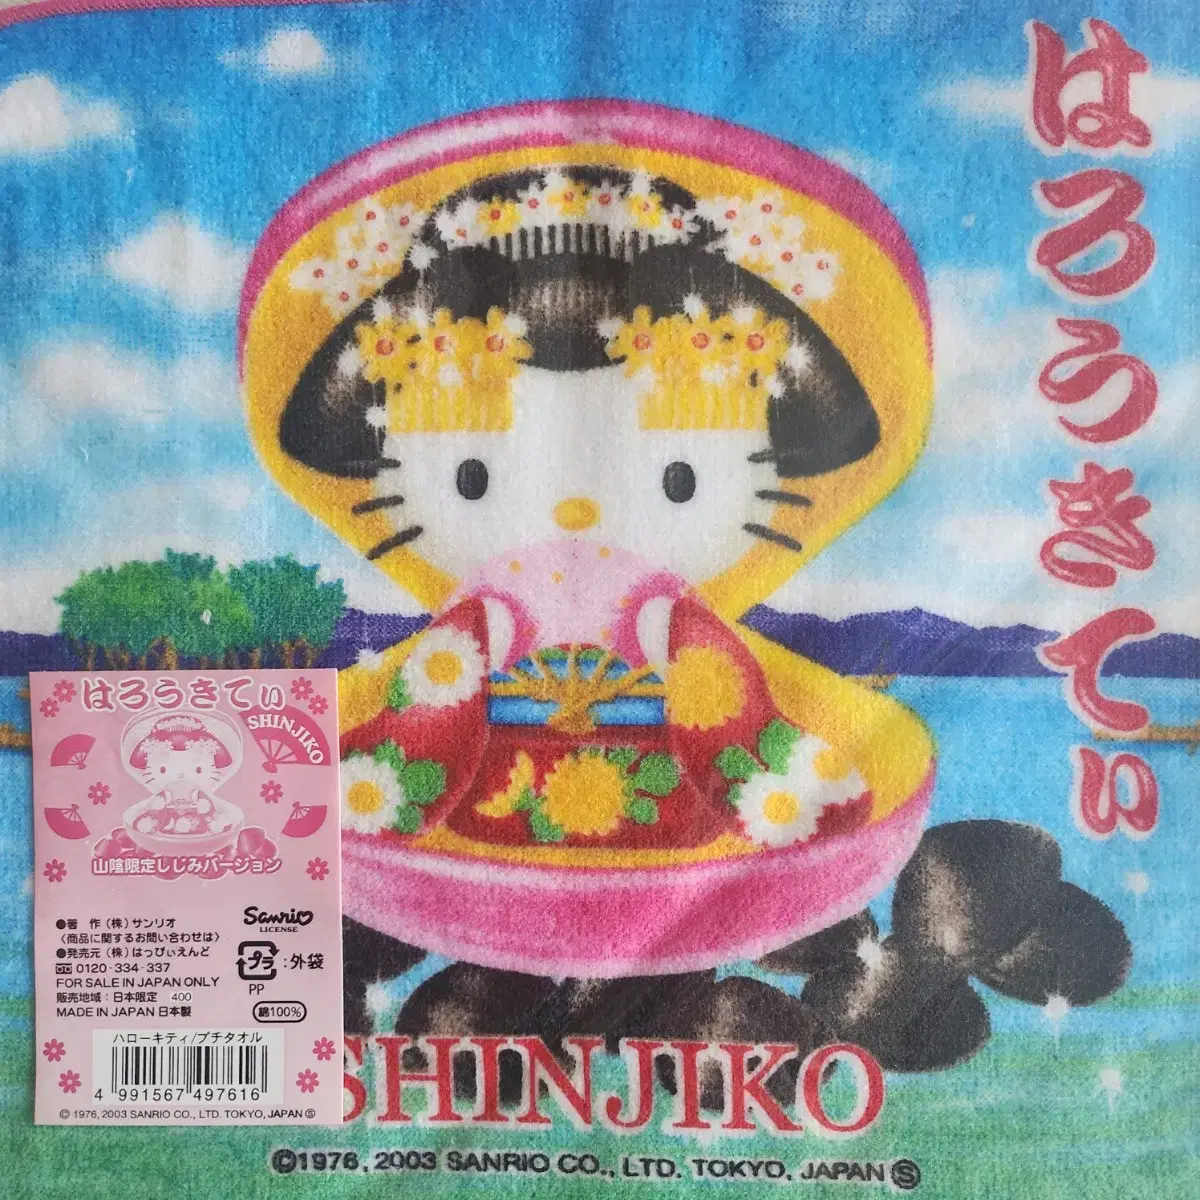 はろうきてぃ
SHINJIKO
©1976, 2003 SANRIO CO., LTD. TOKYO, JAPAN Ⓢ
はろうきてぃ
SHINJIKO
山陰限定しじみバージョン
●著 作（株）サンリオ
〈商品に関するお問い合わせは〉
●発売元（株）はっぴぃえんど
0120-334-337
FOR SALE IN JAPAN ONLY
販売地域：日本限定 400
MADE IN JAPAN 日本製
Sanrio
LICENSE
プラ：外袋
PP
綿100%
ハローキティ/プチタオル
4 991567 497616
© 1976, 2003 SANRIO CO., LTD. TOKYO, JAPAN Ⓢ